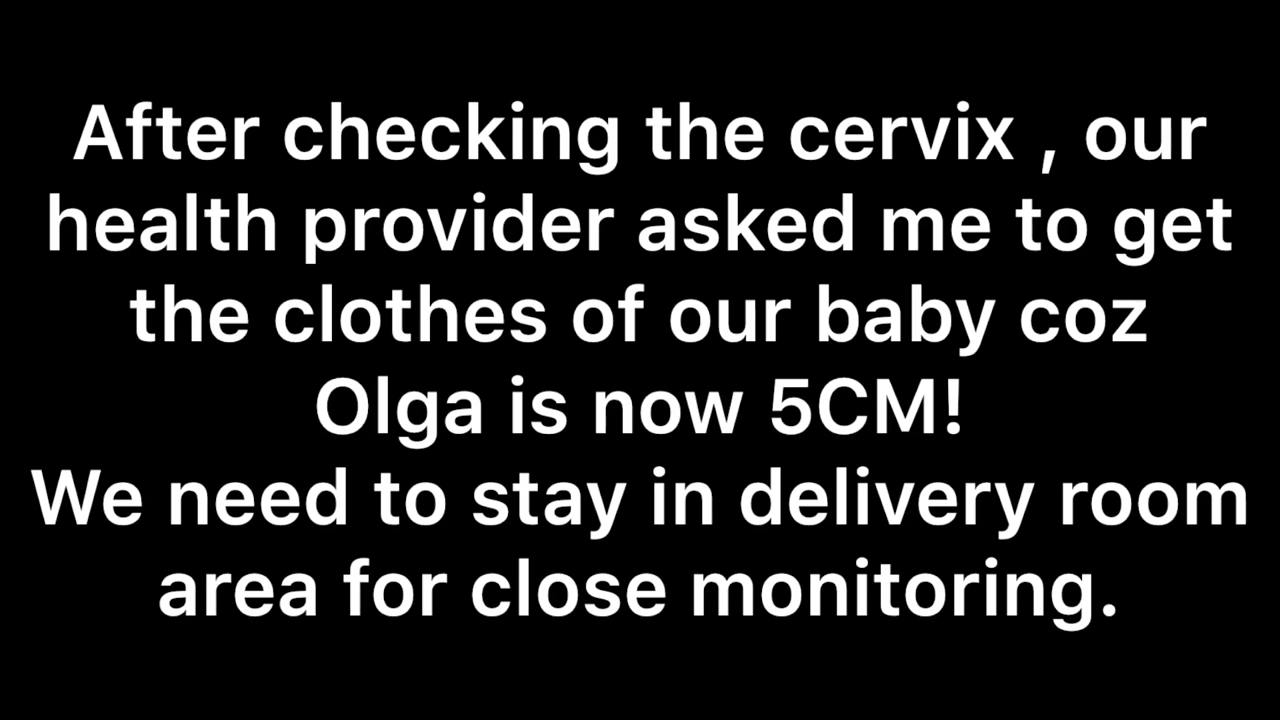 After checking the cervix , our
health provider asked me to get
the clothes of our baby coz
Olga is now 5CM!
We need to stay in delivery room
area for close monitoring.